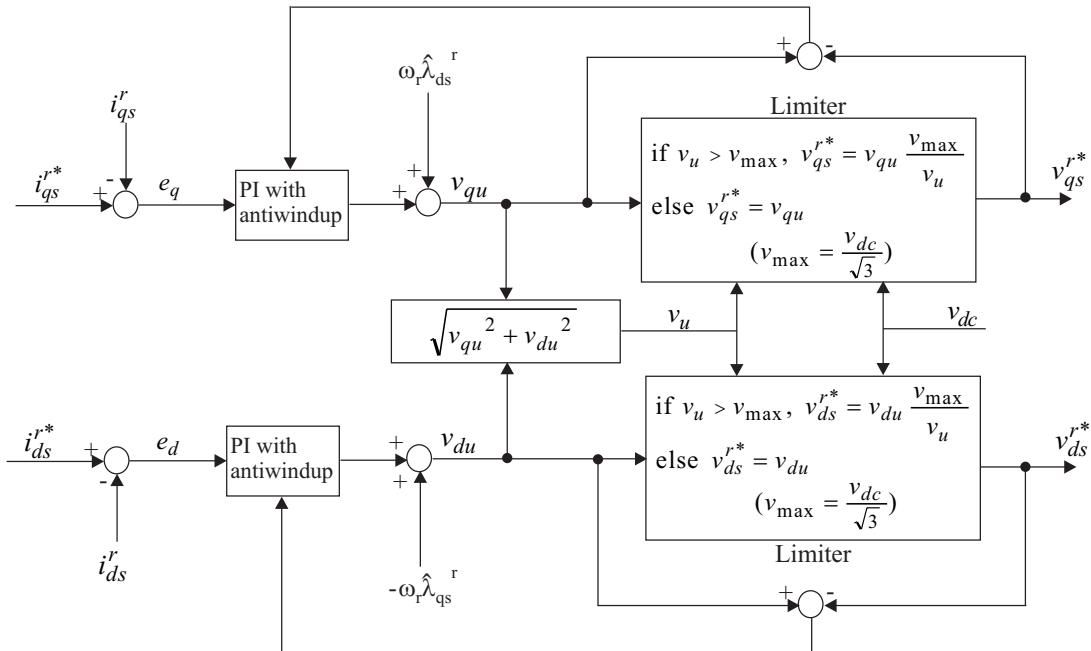 + -
ω_r λ̂_ds^r
i_qs^r
Limiter
i_qs^r* + - e_q
PI with
antiwindup
+ + v_qu
if v_u > v_max , v_qs^r* = v_qu v_max / v_u
else v_qs^r* = v_qu
(v_max = v_dc / √3)
v_qs^r*
√(v_qu² + v_du²) v_u v_dc
i_ds^r* + - e_d
PI with
antiwindup
+ + v_du
if v_u > v_max , v_ds^r* = v_du v_max / v_u
else v_ds^r* = v_du
(v_max = v_dc / √3)
v_ds^r*
i_ds^r
Limiter
-ω_r λ̂_qs^r
+ -